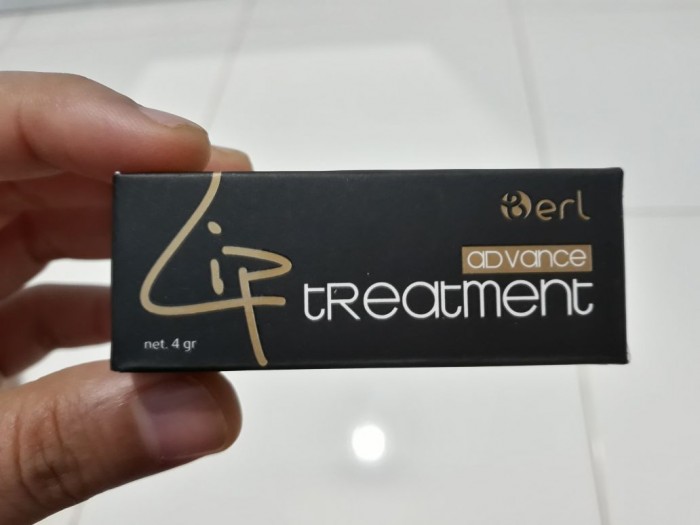 Berl
Lip
aDvance
tReatment
net. 4 gr